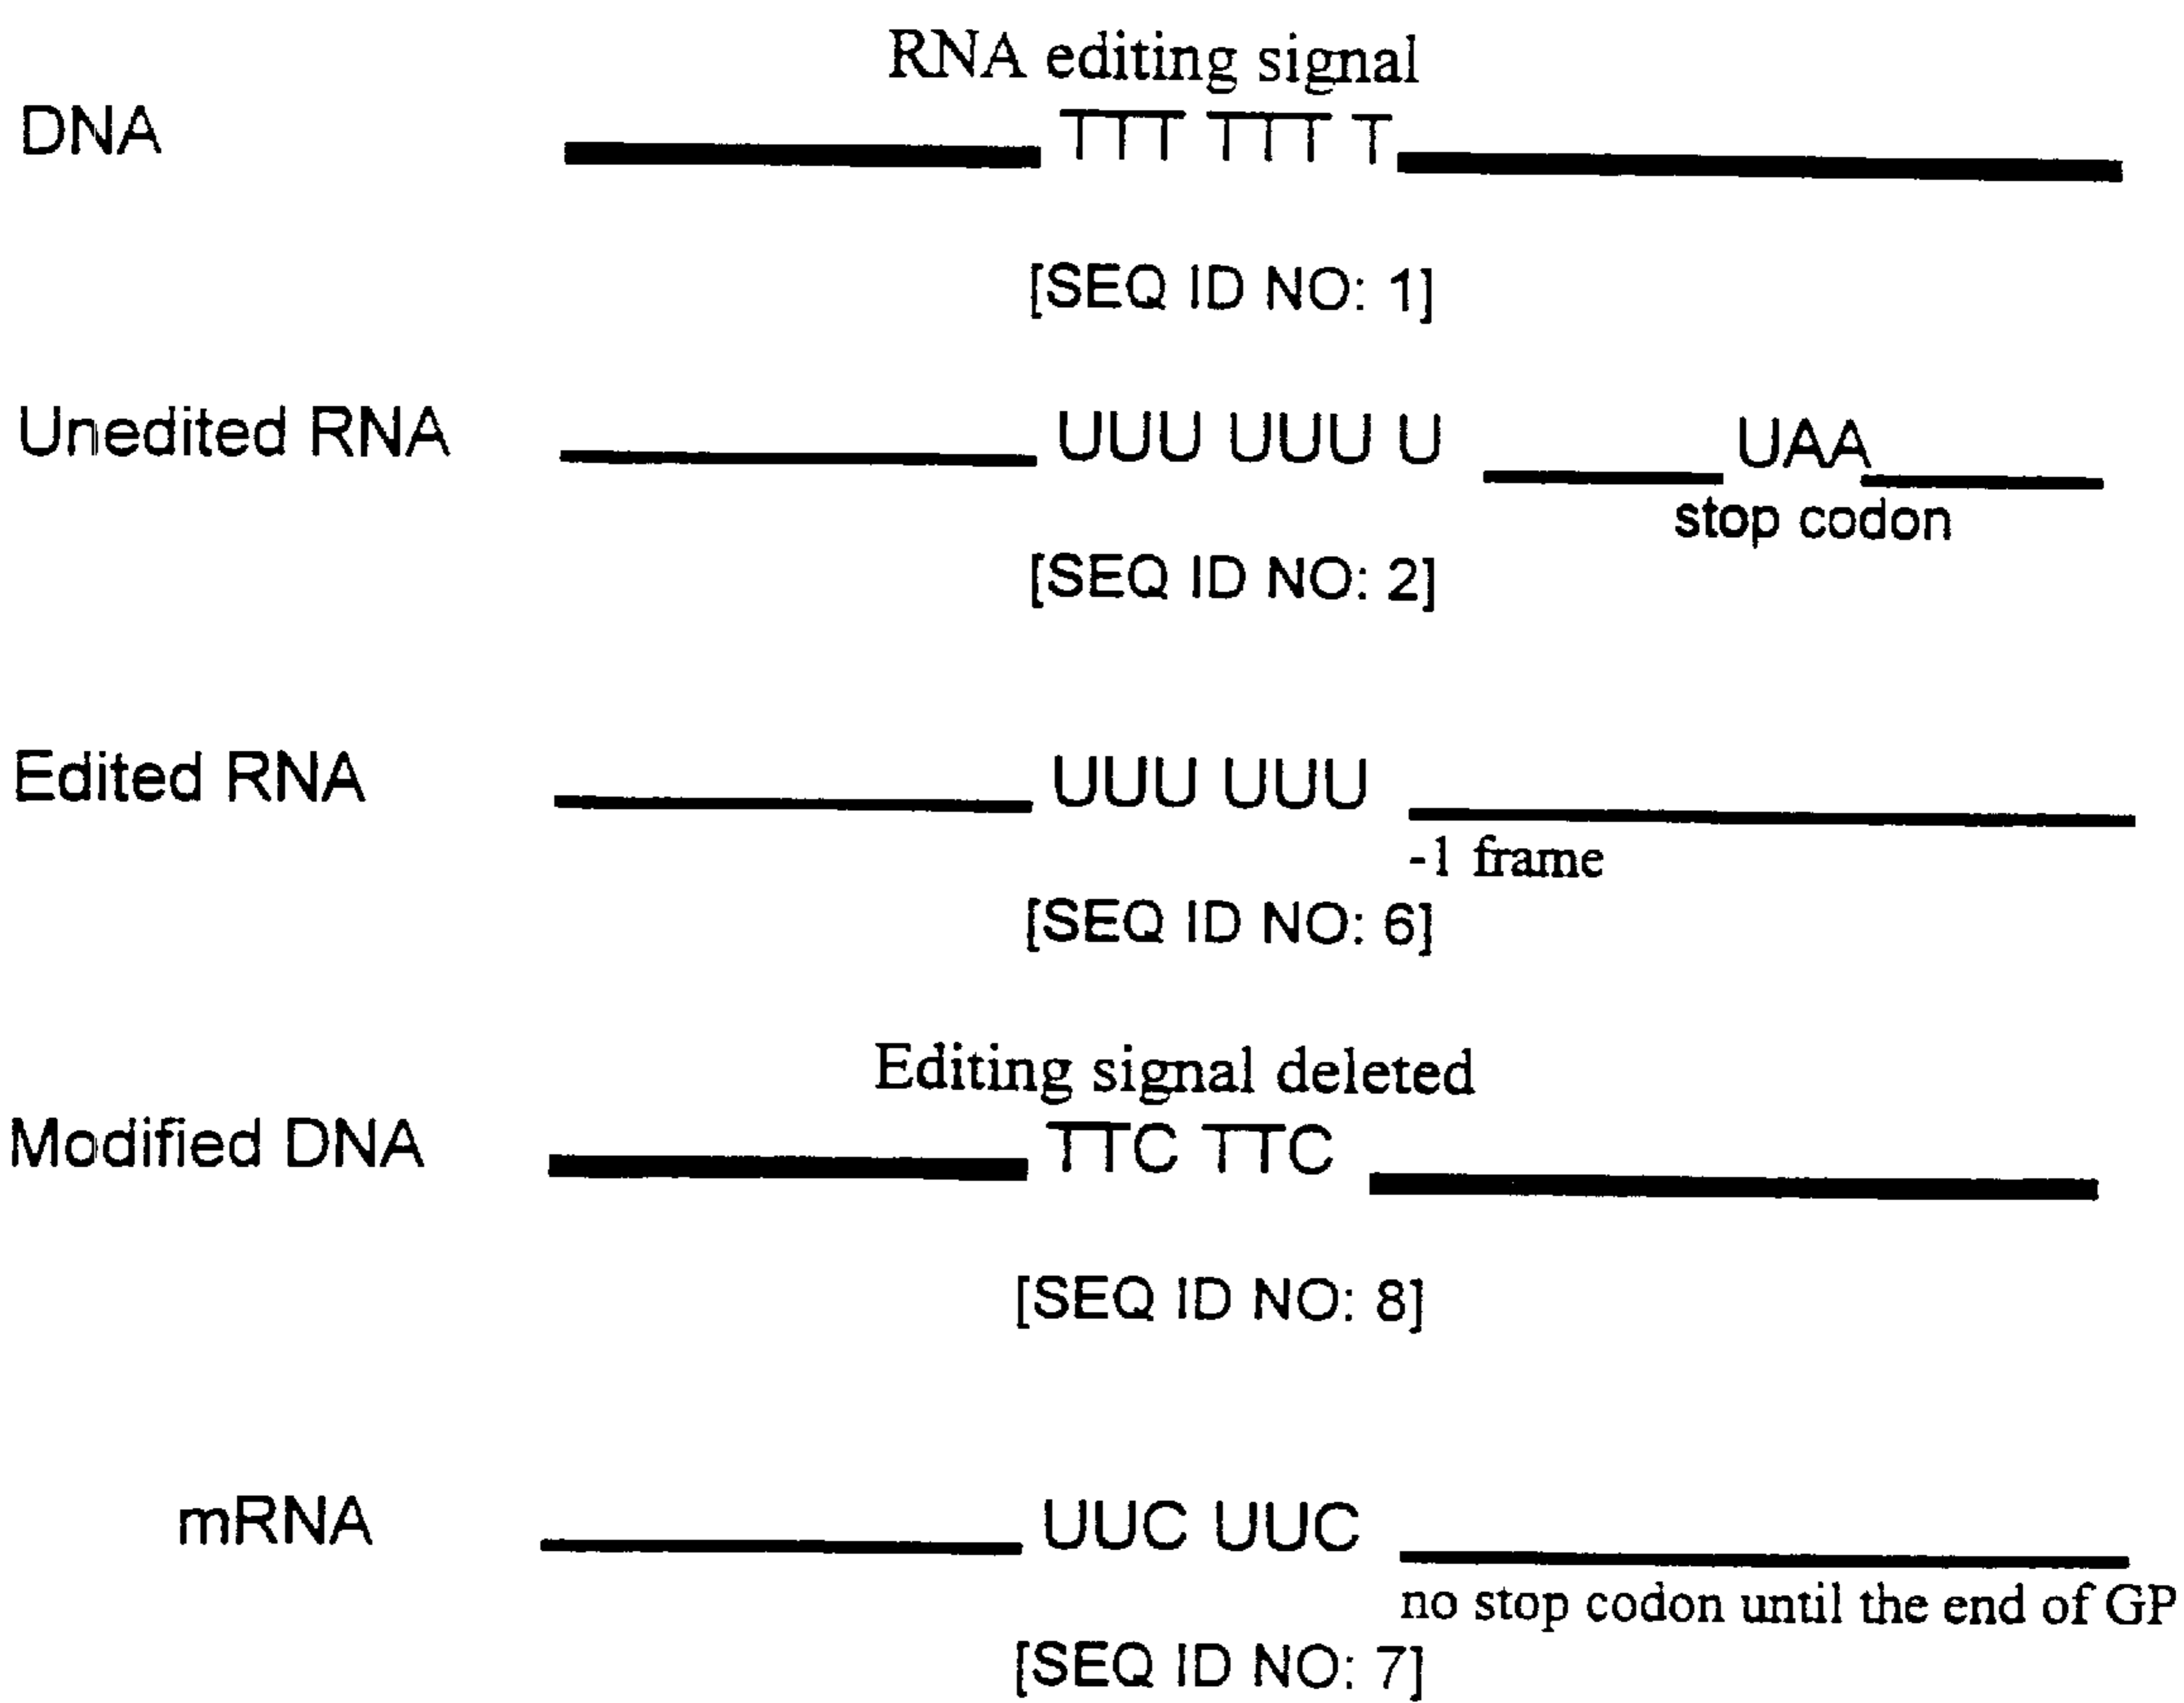 RNA editing signal
DNA TTT TTT T
[SEQ ID NO: 1]
Unedited RNA UUU UUU U UAA
stop codon
[SEQ ID NO: 2]
Edited RNA UUU UUU
-1 frame
[SEQ ID NO: 6]
Editing signal deleted
Modified DNA TTC TTC
[SEQ ID NO: 8]
mRNA UUC UUC
no stop codon until the end of GP
[SEQ ID NO: 7]